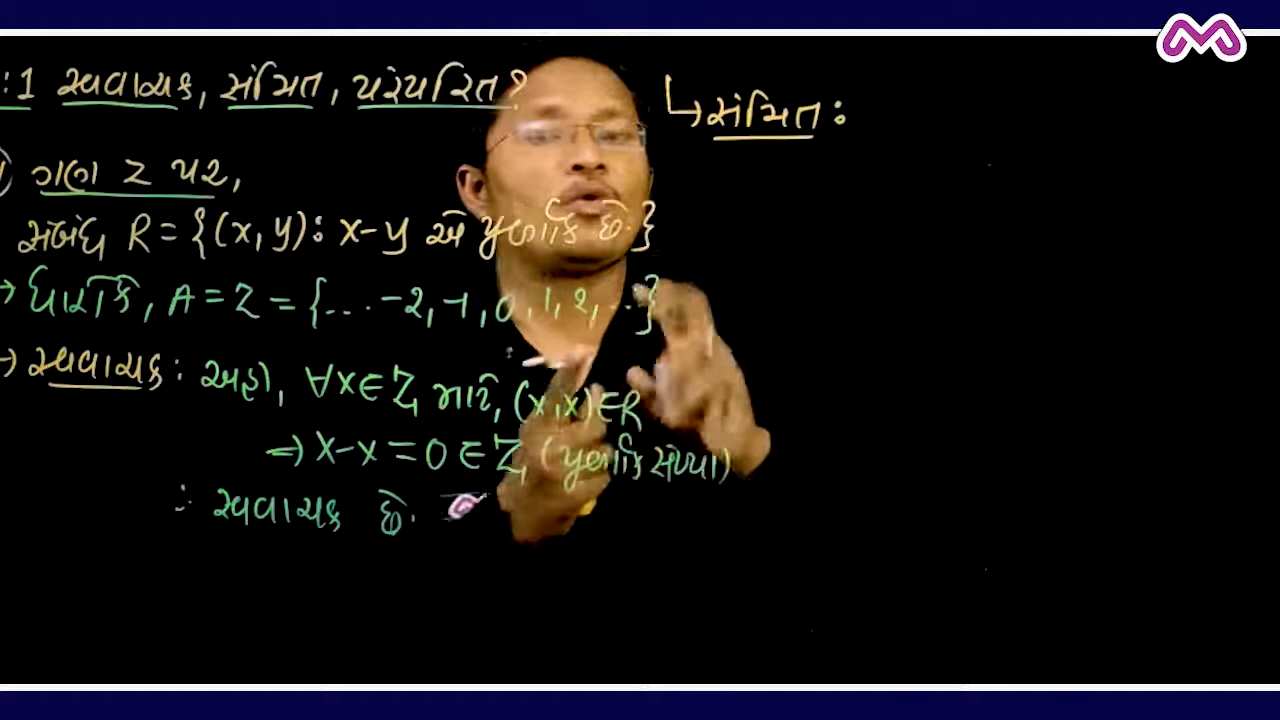 :1 સ્વવાચક, સંમિત, પરંપરિત?
) ગણ Z પર,
સંબંધ R = {(x, y): x-y એ પૂર્ણાંક છે.}
→ ધારો કે, A = Z = {... -2, -1, 0, 1, 2, ...}
→ સ્વવાચક: અહીં, ∀x∈Z માટે, (x, x)∈R
⇒ x-x = 0 ∈ Z (પૂર્ણાંક સંખ્યા)
∴ સ્વવાચક છે.
↳ સંમિત: